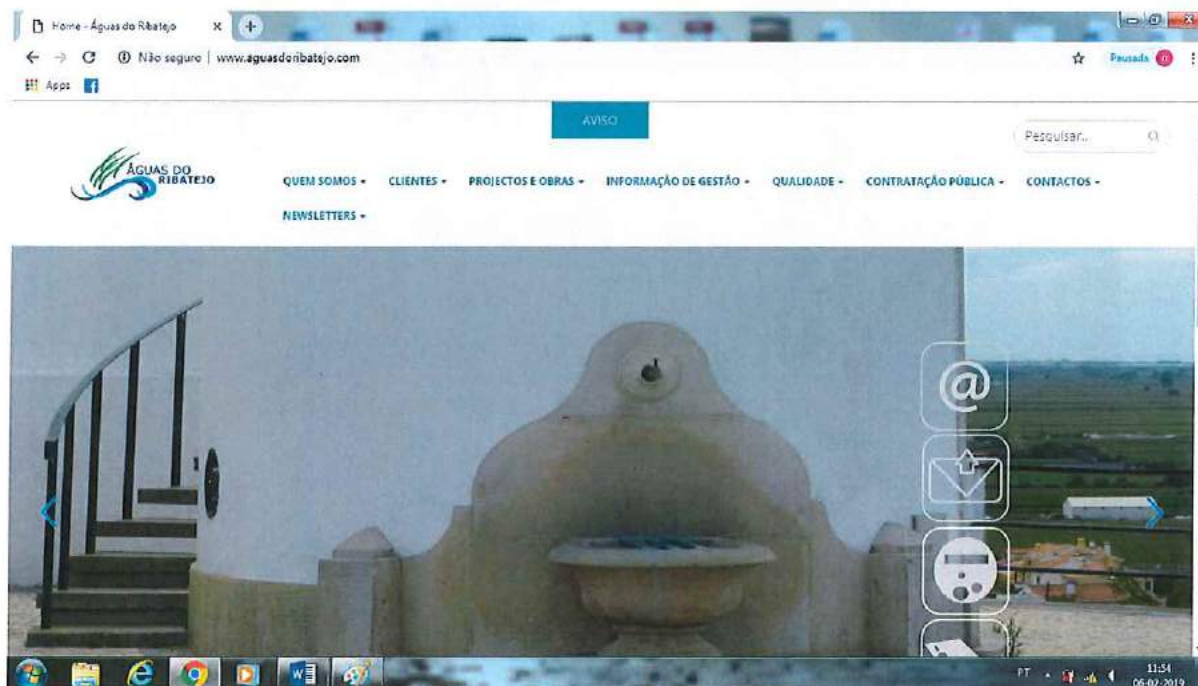 Home - Águas do Ribatejo
Não seguro | www.aguasdoribatejo.com
Pausada
Apps
AVISO
Pesquisar..
ÁGUAS DO
RIBATEJO
QUEM SOMOS CLIENTES PROJECTOS E OBRAS INFORMAÇÃO DE GESTÃO QUALIDADE CONTRATAÇÃO PÚBLICA CONTACTOS
NEWSLETTERS
@
PT 11:54
06-02-2019